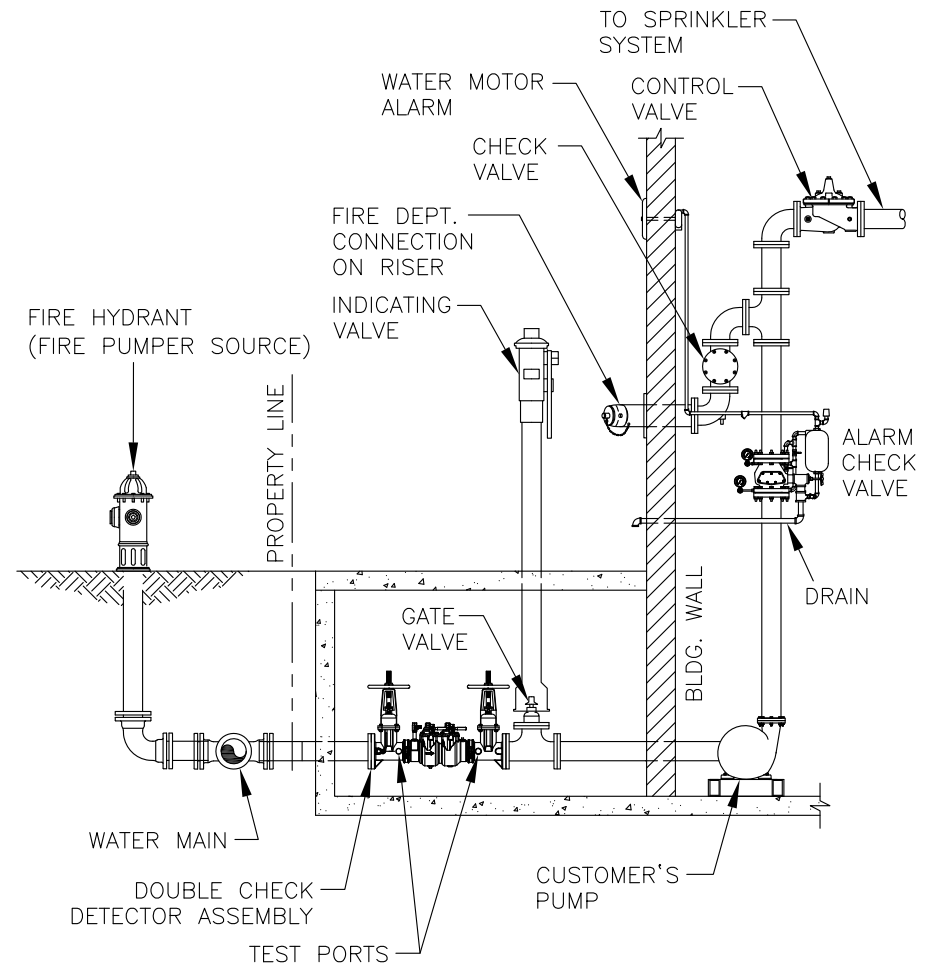 TO SPRINKLER
SYSTEM
WATER MOTOR
ALARM
CONTROL
VALVE
CHECK
VALVE
FIRE DEPT.
CONNECTION
ON RISER
INDICATING
VALVE
FIRE HYDRANT
(FIRE PUMPER SOURCE)
PROPERTY LINE
ALARM
CHECK
VALVE
DRAIN
GATE
VALVE
BLDG. WALL
WATER MAIN
DOUBLE CHECK
DETECTOR ASSEMBLY
TEST PORTS
CUSTOMER'S
PUMP